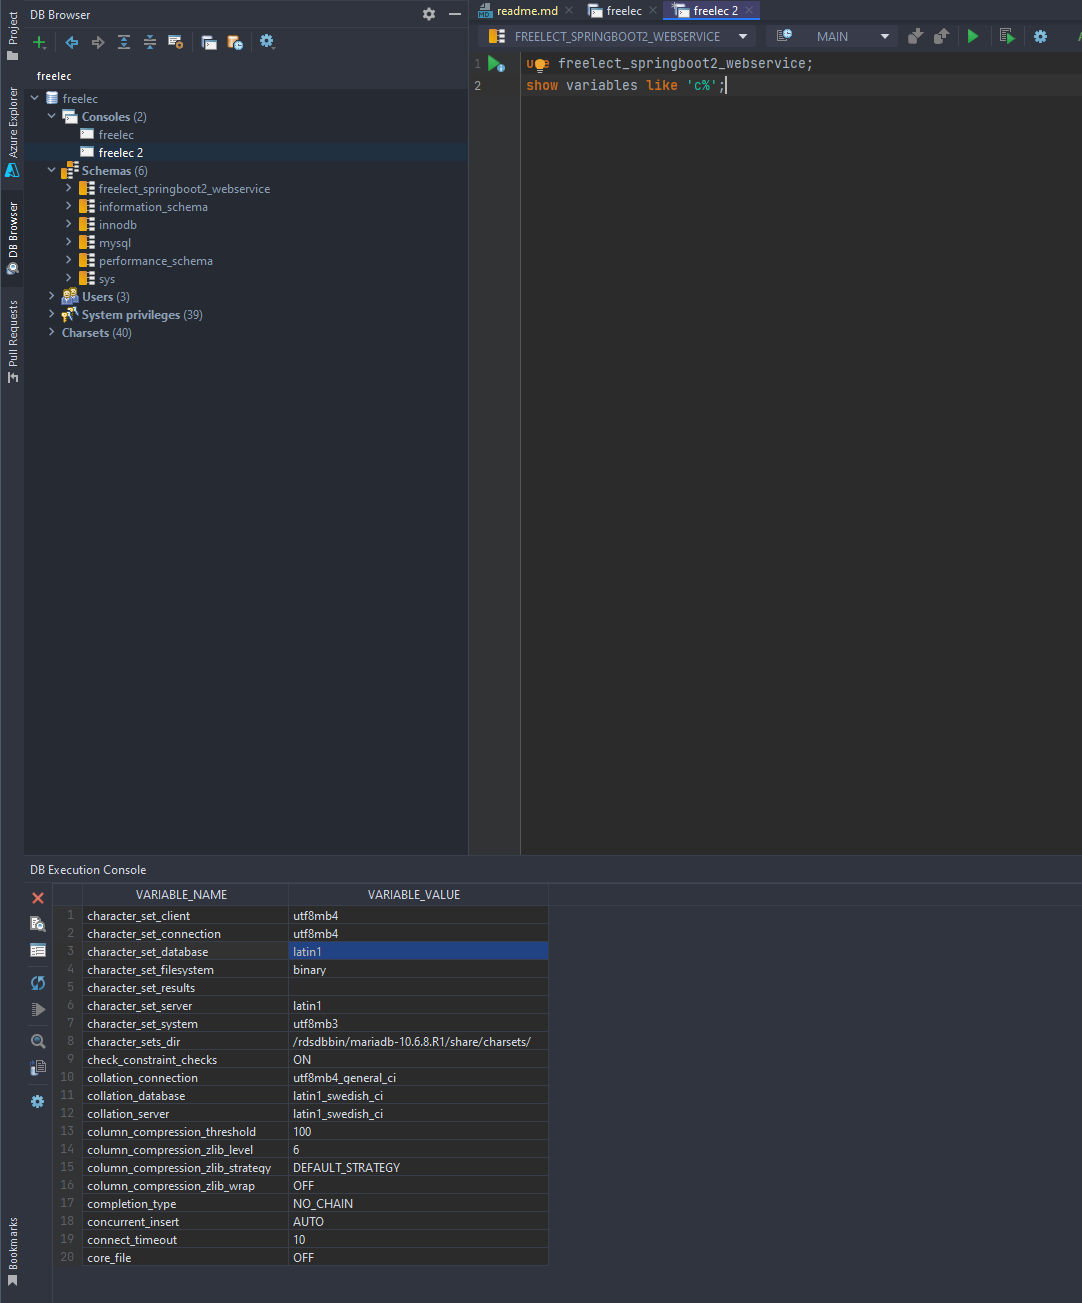 Project
Azure Explorer
DB Browser
Pull Requests
Bookmarks
DB Browser
freelec
freelec
Consoles (2)
freelec
freelec 2
Schemas (6)
freelect_springboot2_webservice
information_schema
innodb
mysql
performance_schema
sys
Users (3)
System privileges (39)
Charsets (40)
readme.md
freelec
freelec 2
FREELECT_SPRINGBOOT2_WEBSERVICE
MAIN
1 use freelect_springboot2_webservice;
2 show variables like 'c%';
DB Execution Console
VARIABLE_NAME VARIABLE_VALUE
1 character_set_client utf8mb4
2 character_set_connection utf8mb4
3 character_set_database latin1
4 character_set_filesystem binary
5 character_set_results
6 character_set_server latin1
7 character_set_system utf8mb3
8 character_sets_dir /rdsdbbin/mariadb-10.6.8.R1/share/charsets/
9 check_constraint_checks ON
10 collation_connection utf8mb4_general_ci
11 collation_database latin1_swedish_ci
12 collation_server latin1_swedish_ci
13 column_compression_threshold 100
14 column_compression_zlib_level 6
15 column_compression_zlib_strategy DEFAULT_STRATEGY
16 column_compression_zlib_wrap OFF
17 completion_type NO_CHAIN
18 concurrent_insert AUTO
19 connect_timeout 10
20 core_file OFF